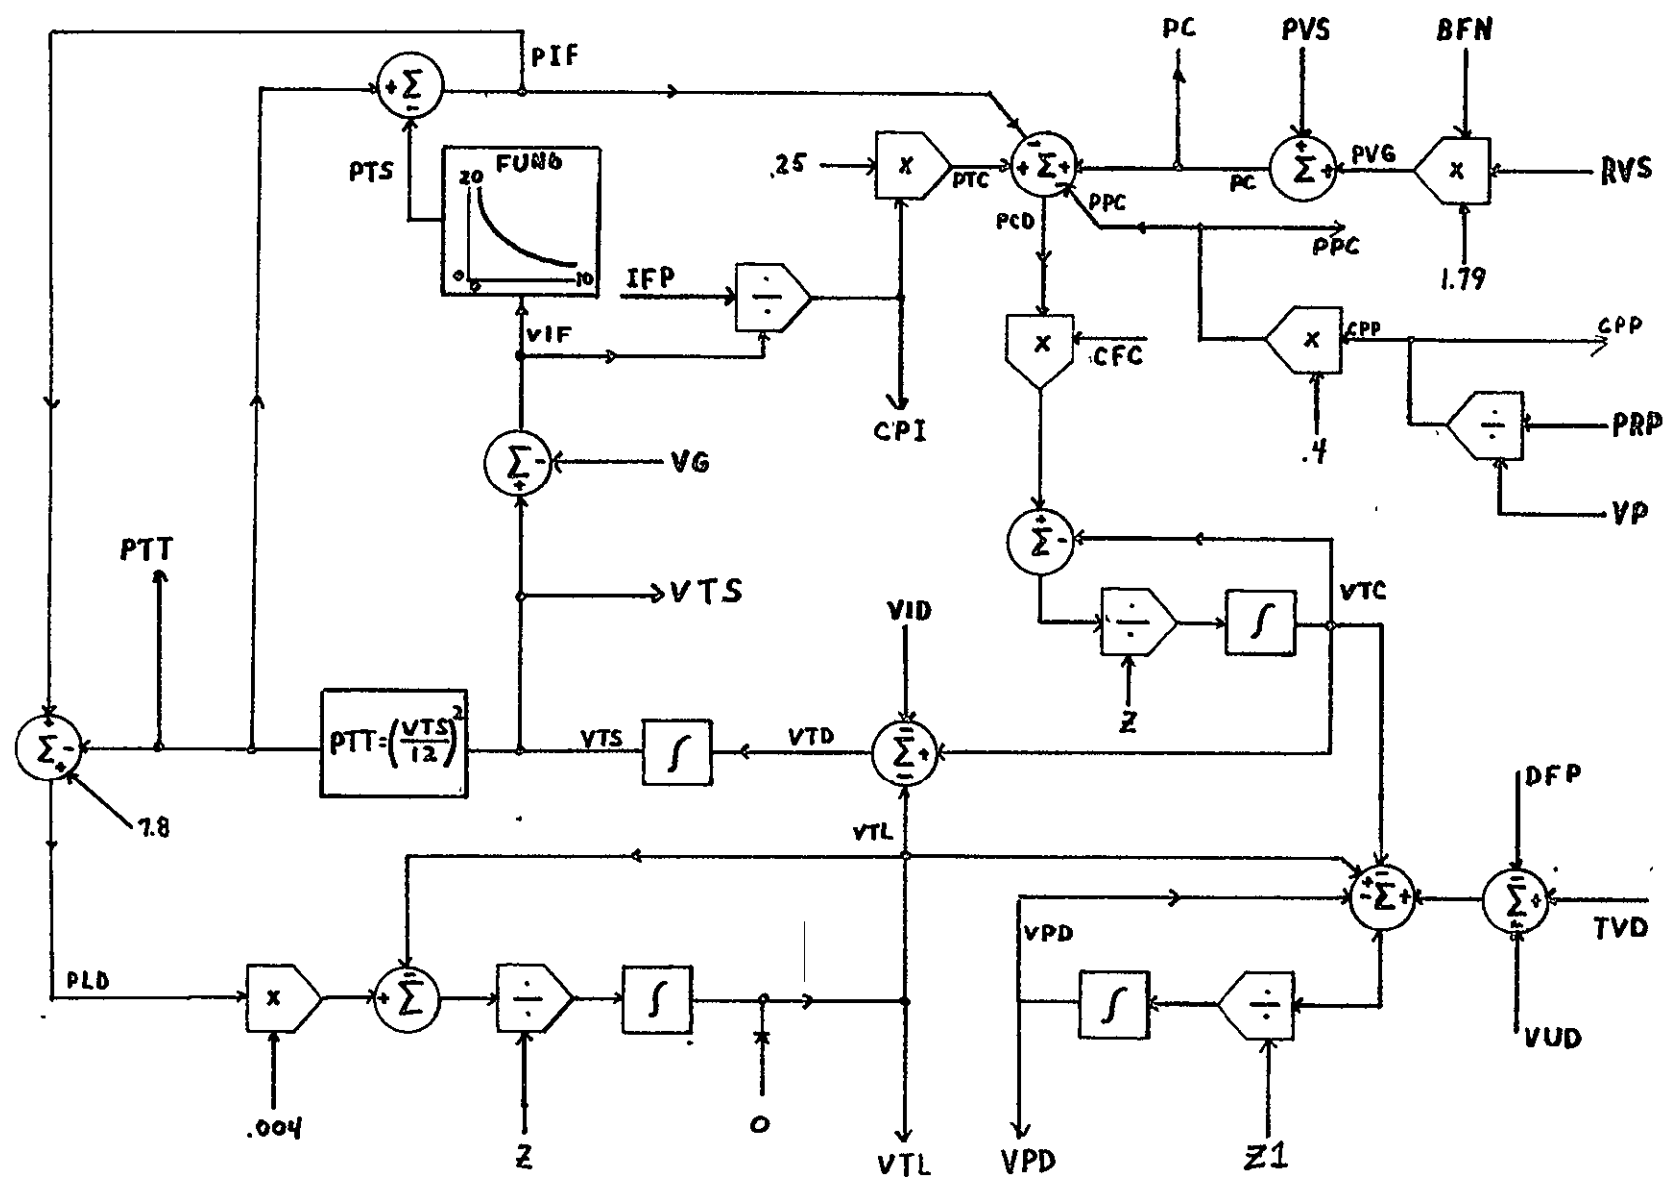 PC PVS BFN
PIF
+ Σ -
PTS
FUN6
20
0
0
10
.25
X
PTC
- + Σ + -
PC
+ Σ +
PVG
X
RVS
PCD
PPC
PPC
1.79
IFP
÷
VIF
X
CFC
X
CPP
CPP
.4
÷
PRP
VP
CPI
Σ - +
VG
+ Σ -
PTT
VTS
VID
÷
∫
VTC
Z
+ Σ - +
PTT=(VTS/12)²
VTS
∫
VTD
- Σ + -
7.8
VTL
DFP
+ - - Σ +
- Σ + +
TVD
VPD
VUD
PLD
X
+ Σ -
÷
∫
∫
÷
.004
Z
0
VTL
VPD
Z1